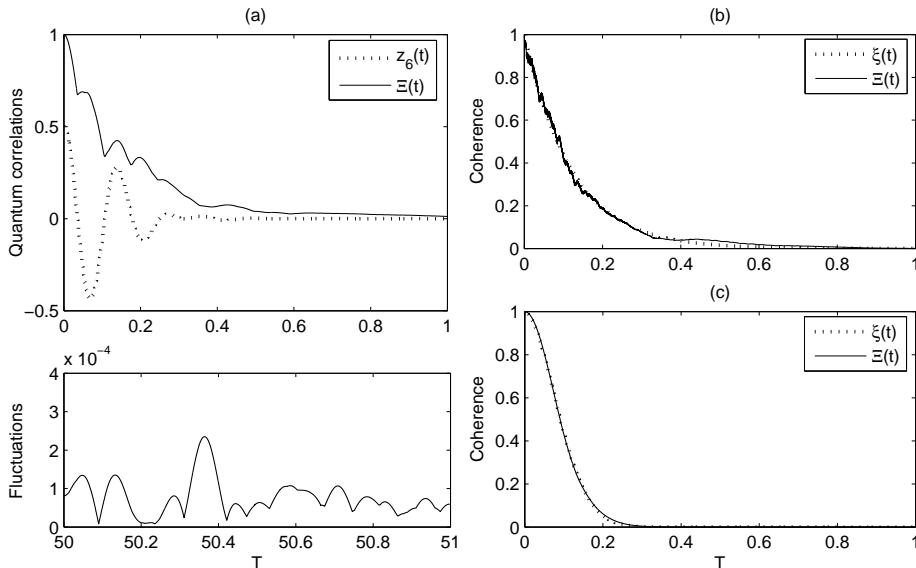 (a)
1
0.5
0
−0.5
Quantum correlations
z_6(t)
Ξ(t)
0 0.2 0.4 0.6 0.8 1
x 10^−4
4
3
2
1
0
Fluctuations
50 50.2 50.4 50.6 50.8 51
T
(b)
1
0.8
0.6
0.4
0.2
0
Coherence
ξ(t)
Ξ(t)
0 0.2 0.4 0.6 0.8 1
(c)
1
0.8
0.6
0.4
0.2
0
Coherence
ξ(t)
Ξ(t)
0 0.2 0.4 0.6 0.8 1
T